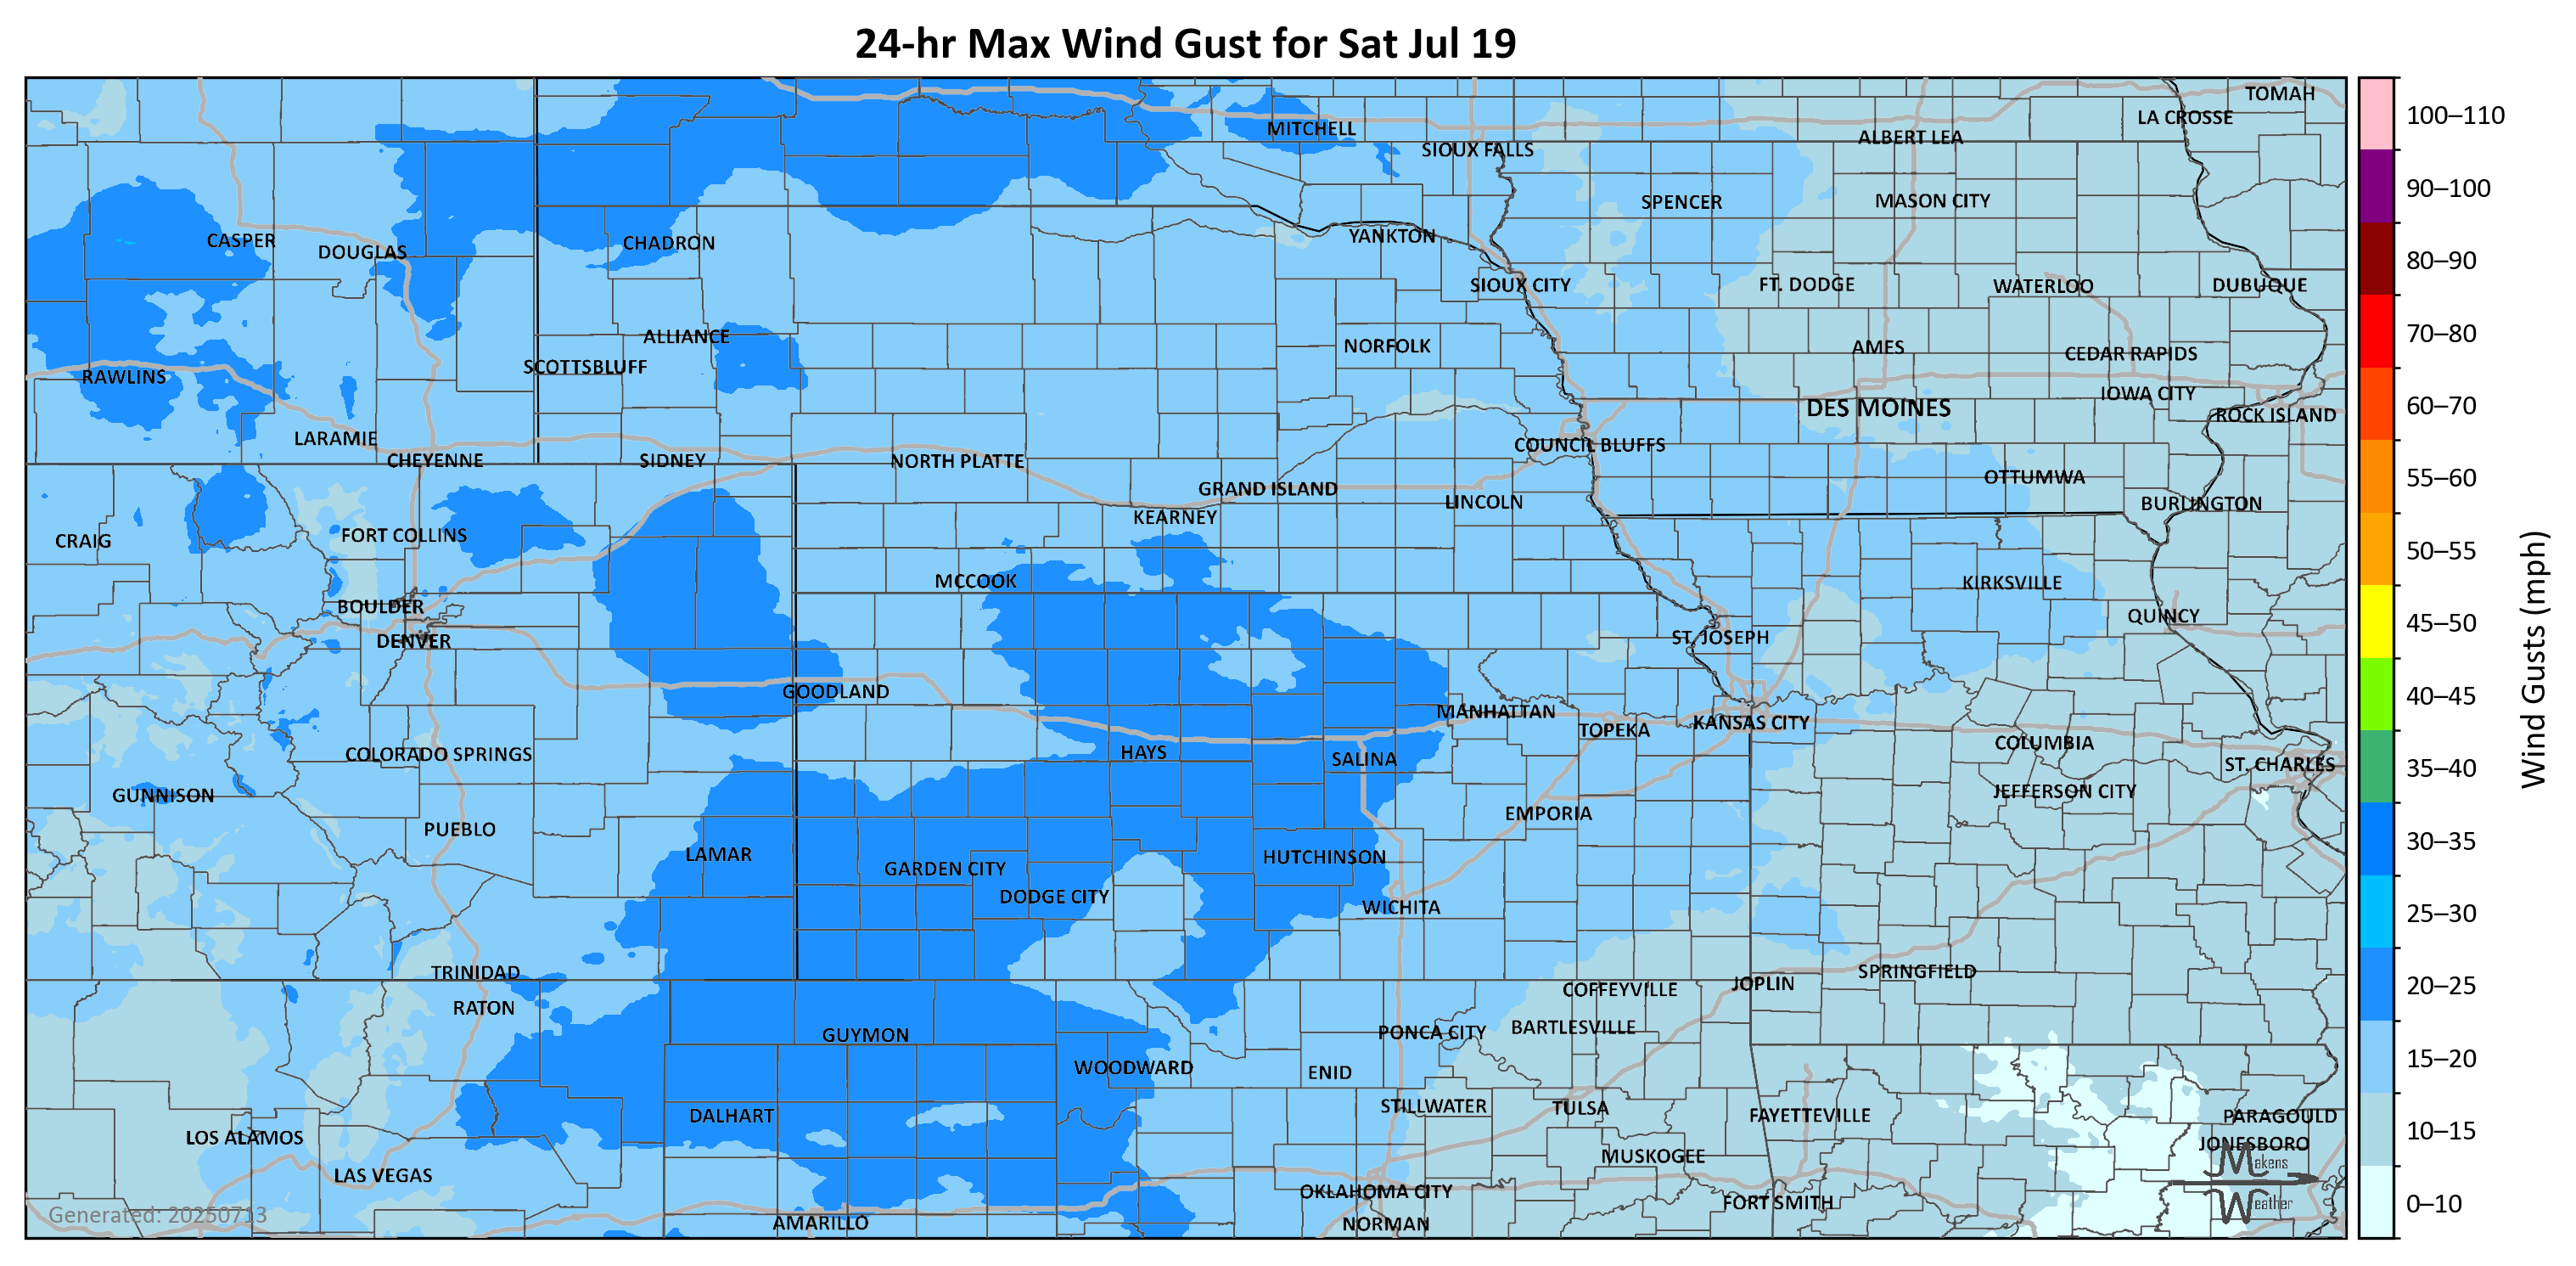 24-hr Max Wind Gust for Sat Jul 19
TOMAH
LA CROSSE
MITCHELL
ALBERT LEA
SIOUX FALLS
SPENCER
MASON CITY
CASPER
DOUGLAS
CHADRON
YANKTON
SIOUX CITY
FT. DODGE
WATERLOO
DUBUQUE
ALLIANCE
NORFOLK
AMES
CEDAR RAPIDS
SCOTTSBLUFF
RAWLINS
IOWA CITY
DES MOINES
ROCK ISLAND
LARAMIE
COUNCIL BLUFFS
CHEYENNE
SIDNEY
NORTH PLATTE
OTTUMWA
GRAND ISLAND
LINCOLN
BURLINGTON
KEARNEY
CRAIG
FORT COLLINS
MCCOOK
KIRKSVILLE
BOULDER
QUINCY
DENVER
ST. JOSEPH
GOODLAND
MANHATTAN
TOPEKA
KANSAS CITY
COLUMBIA
COLORADO SPRINGS
HAYS
SALINA
ST. CHARLES
JEFFERSON CITY
GUNNISON
EMPORIA
PUEBLO
LAMAR
GARDEN CITY
HUTCHINSON
DODGE CITY
WICHITA
TRINIDAD
SPRINGFIELD
JOPLIN
COFFEYVILLE
RATON
GUYMON
PONCA CITY
BARTLESVILLE
WOODWARD
ENID
STILLWATER
TULSA
DALHART
FAYETTEVILLE
PARAGOULD
LOS ALAMOS
JONESBORO
MUSKOGEE
LAS VEGAS
OKLAHOMA CITY
FORT SMITH
AMARILLO
NORMAN
Generated: 20250713
Makens
Weather
100–110
90–100
80–90
70–80
60–70
55–60
50–55
45–50
40–45
35–40
30–35
25–30
20–25
15–20
10–15
0–10
Wind Gusts (mph)